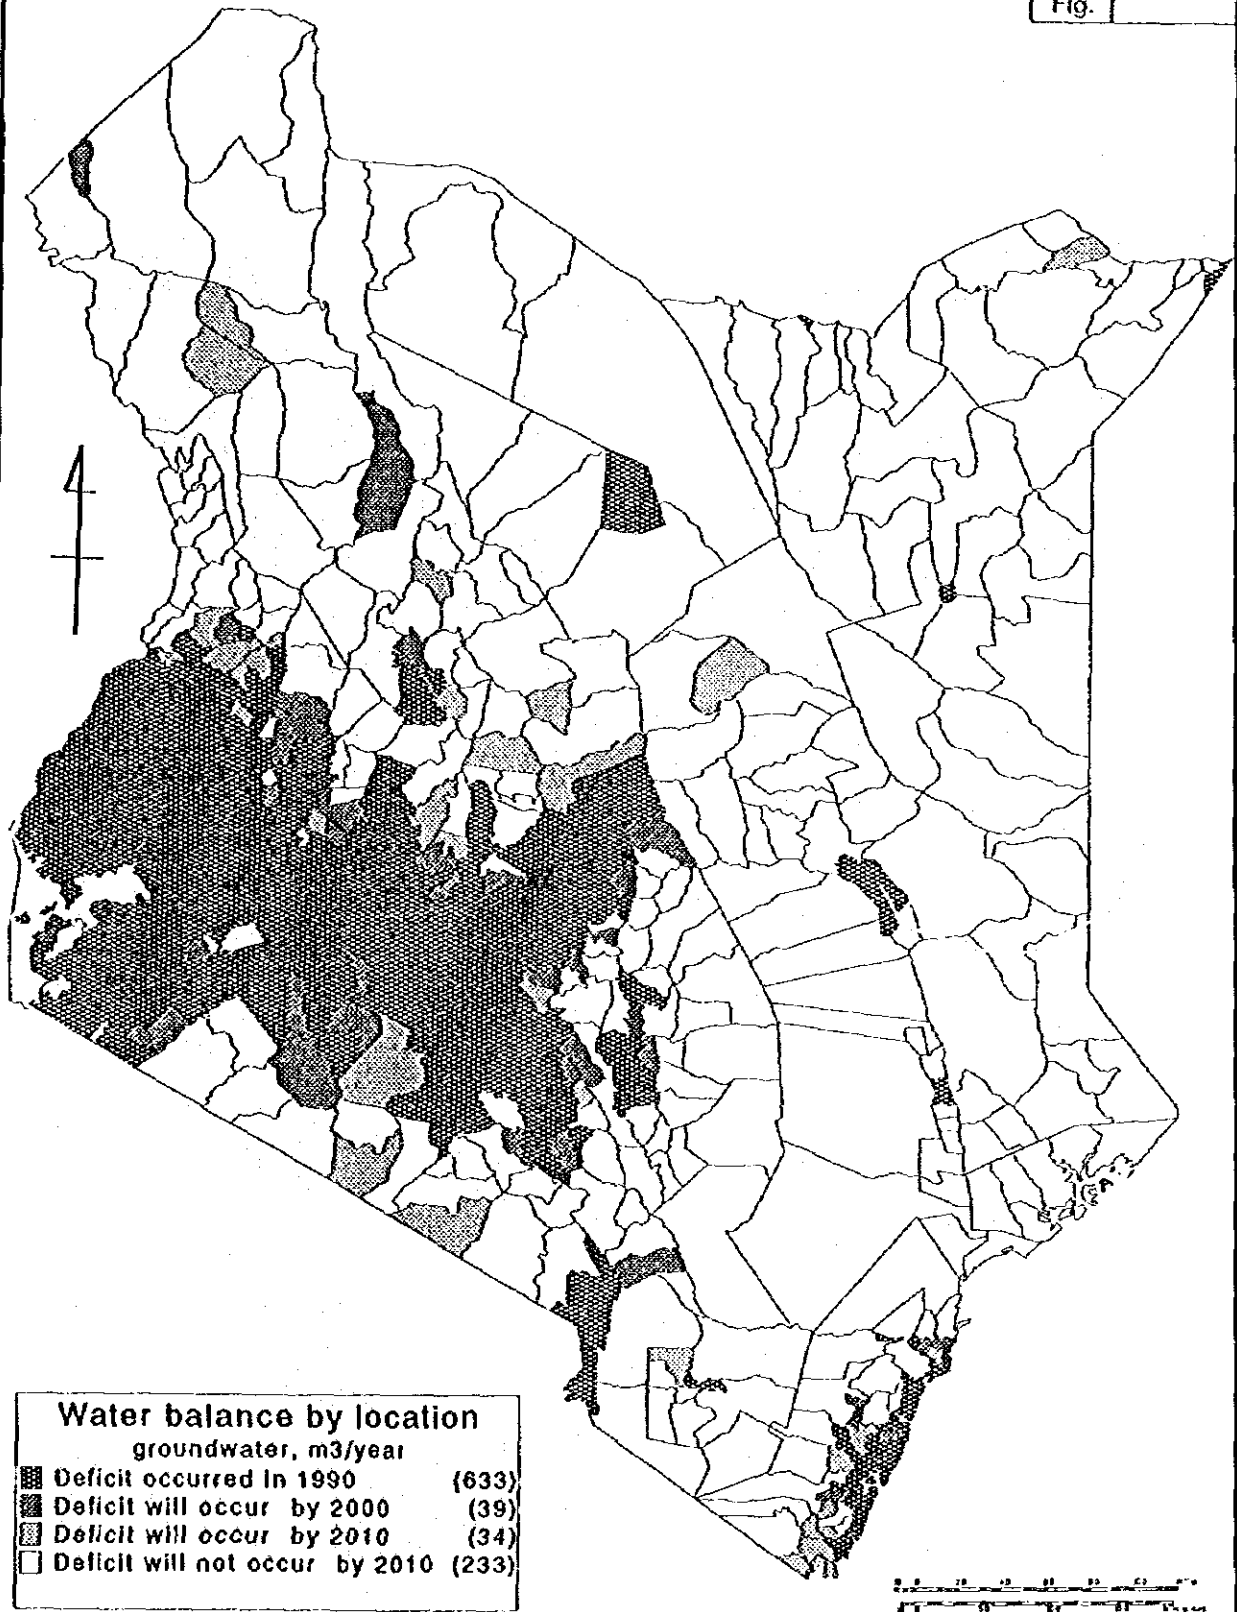 Fig.
Water balance by location
groundwater, m3/year
Deficit occurred in 1990 (633)
Deficit will occur by 2000 (39)
Deficit will occur by 2010 (34)
Deficit will not occur by 2010 (233)